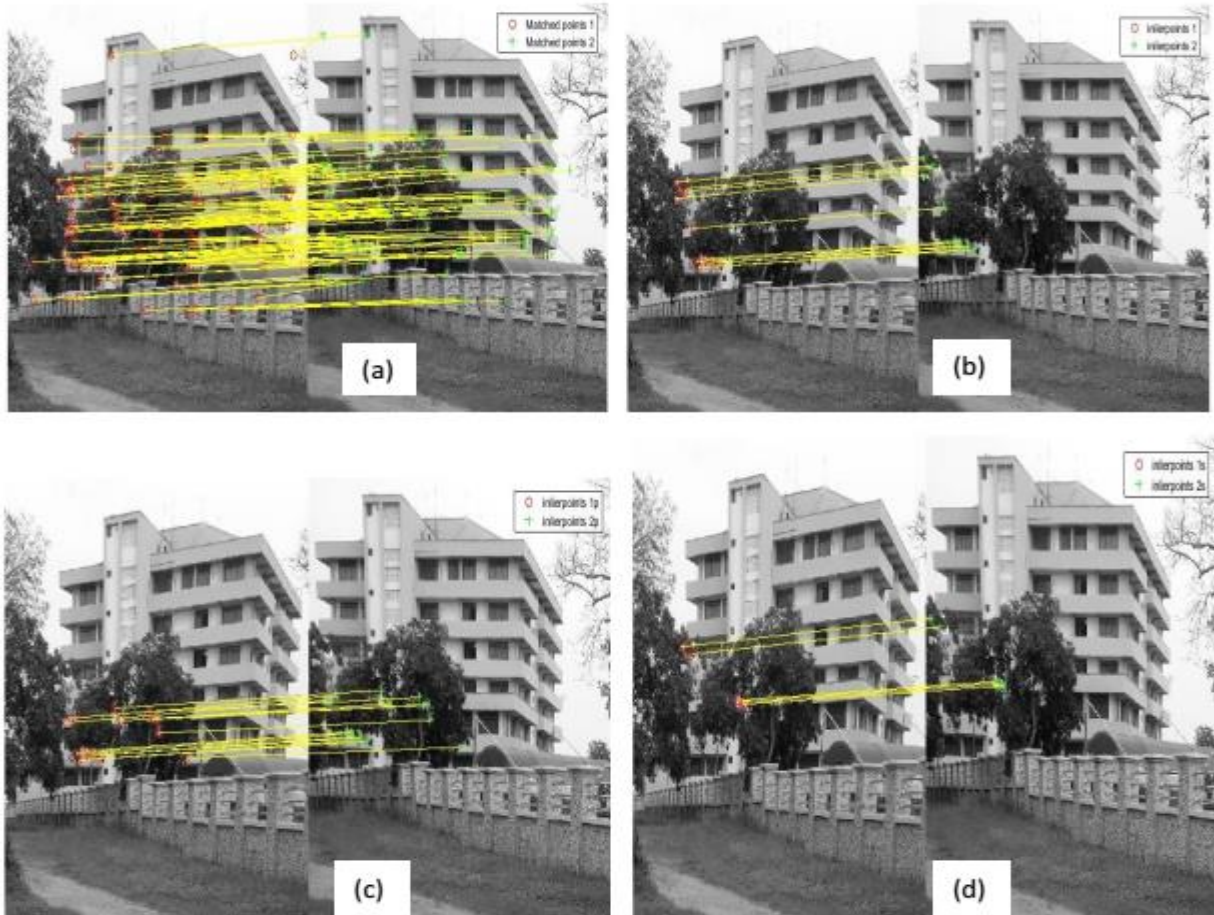 Matched points 1
Matched points 2
inlierpoints 1
inlierpoints 2
(a)
(b)
inlierpoints 1p
inlierpoints 2p
inlierpoints 1s
inlierpoints 2s
(c)
(d)